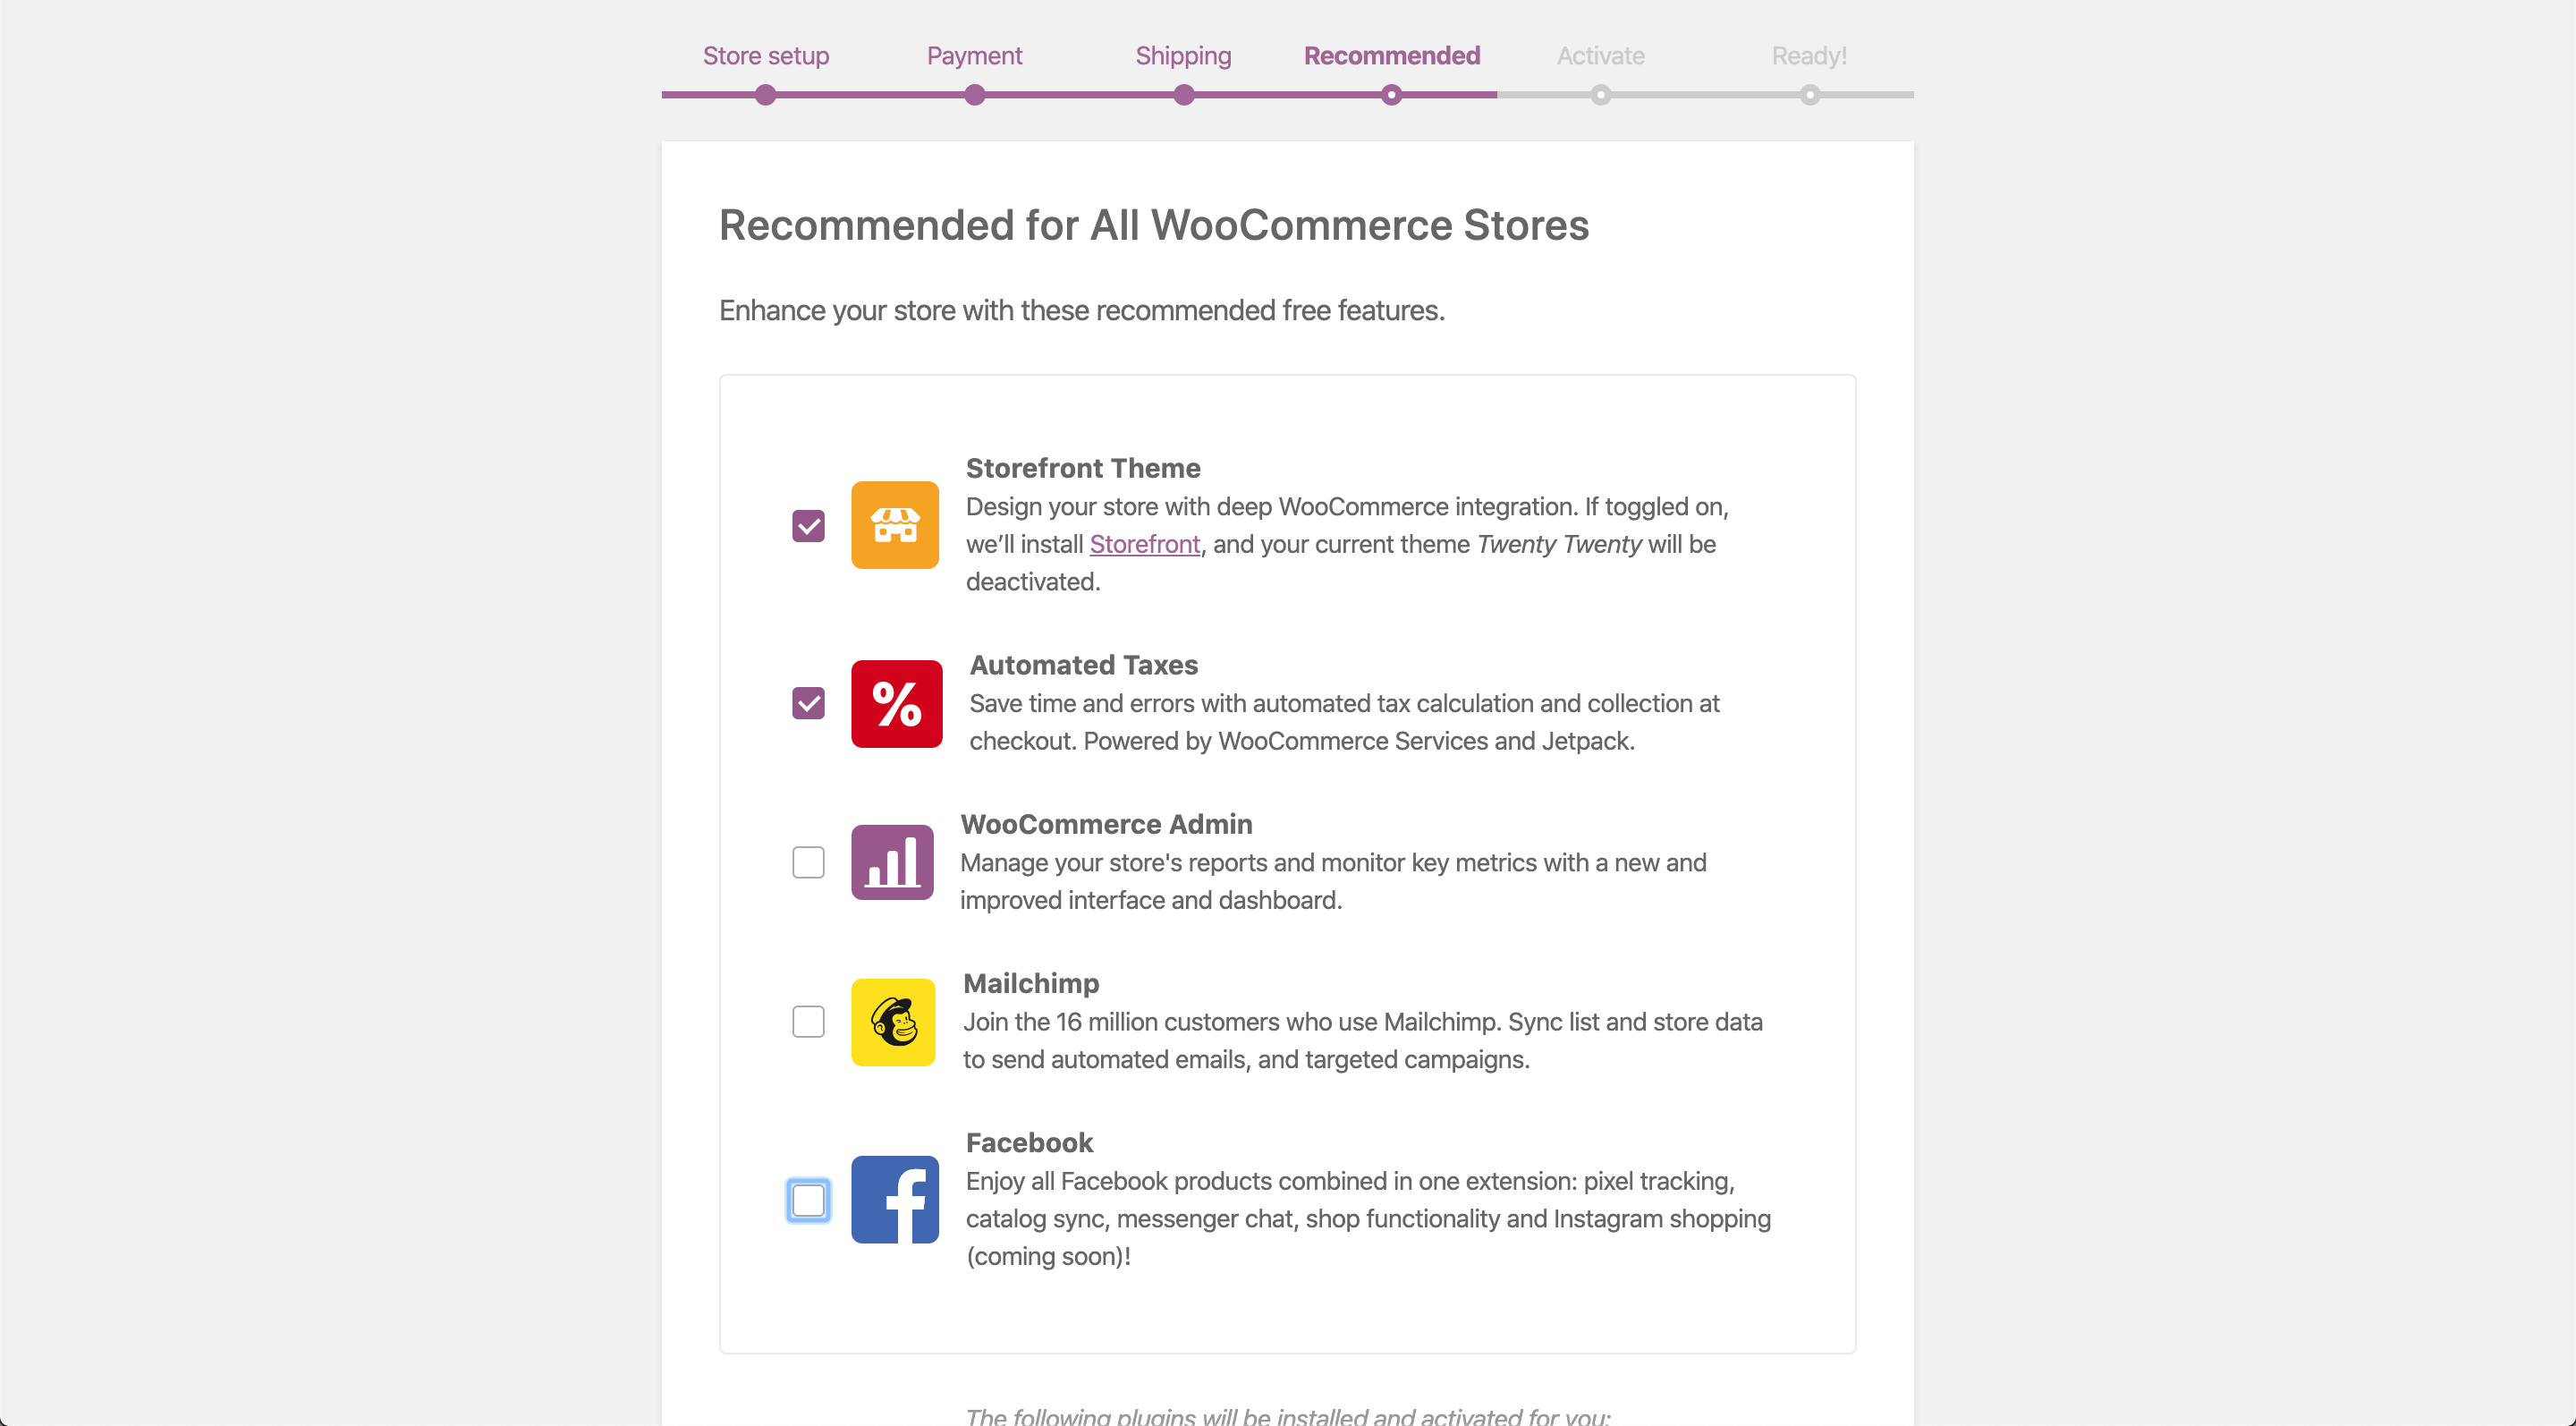 Store setup
Payment
Shipping
Recommended
Activate
Ready!
Recommended for All WooCommerce Stores
Enhance your store with these recommended free features.
Storefront Theme
Design your store with deep WooCommerce integration. If toggled on,
we’ll install Storefront, and your current theme Twenty Twenty will be
deactivated.
%
Automated Taxes
Save time and errors with automated tax calculation and collection at
checkout. Powered by WooCommerce Services and Jetpack.
WooCommerce Admin
Manage your store's reports and monitor key metrics with a new and
improved interface and dashboard.
Mailchimp
Join the 16 million customers who use Mailchimp. Sync list and store data
to send automated emails, and targeted campaigns.
f
Facebook
Enjoy all Facebook products combined in one extension: pixel tracking,
catalog sync, messenger chat, shop functionality and Instagram shopping
(coming soon)!
The following plugins will be installed and activated for you: